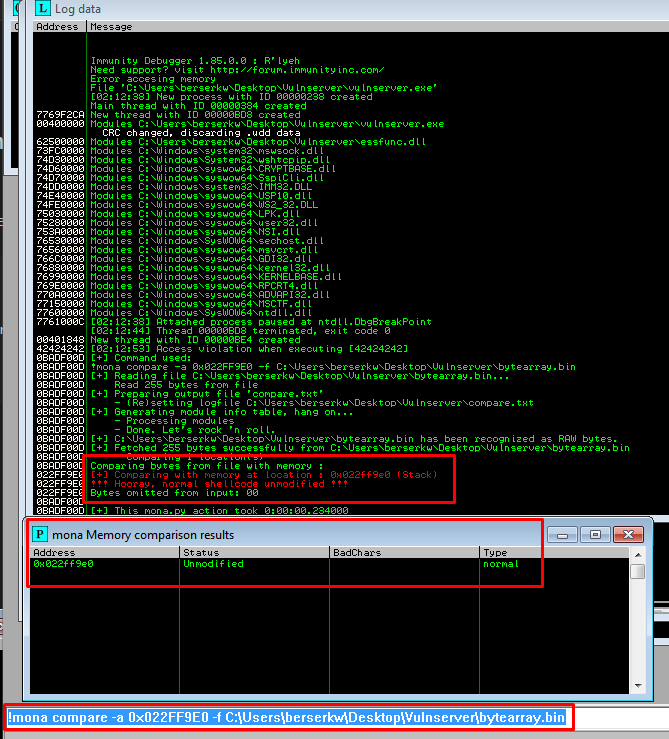 L Log data
Address Message
Immunity Debugger 1.85.0.0 : R'lyeh
Need support? visit http://forum.immunityinc.com/
Error accesing memory
File 'C:\Users\berserkw\Desktop\Vulnserver\vulnserver.exe'
[02:12:38] New process with ID 00000238 created
Main thread with ID 00000384 created
7769F2CA New thread with ID 00000BD8 created
00400000 Modules C:\Users\berserkw\Desktop\Vulnserver\vulnserver.exe
CRC changed, discarding .udd data
62500000 Modules C:\Users\berserkw\Desktop\Vulnserver\essfunc.dll
73FC0000 Modules C:\Windows\System32\mswsock.dll
74D30000 Modules C:\Windows\System32\wshtcpip.dll
74D60000 Modules C:\Windows\syswow64\CRYPTBASE.dll
74D70000 Modules C:\Windows\syswow64\SspiCli.dll
74DD0000 Modules C:\Windows\system32\IMM32.DLL
74E40000 Modules C:\Windows\syswow64\USP10.dll
74FE0000 Modules C:\Windows\syswow64\WS2_32.DLL
75030000 Modules C:\Windows\syswow64\LPK.dll
75280000 Modules C:\Windows\syswow64\user32.dll
753A0000 Modules C:\Windows\syswow64\NSI.dll
76530000 Modules C:\Windows\SysWOW64\sechost.dll
76560000 Modules C:\Windows\syswow64\msvcrt.dll
766C0000 Modules C:\Windows\syswow64\GDI32.dll
76880000 Modules C:\Windows\syswow64\kernel32.dll
76990000 Modules C:\Windows\syswow64\KERNELBASE.dll
769E0000 Modules C:\Windows\syswow64\RPCRT4.dll
770A0000 Modules C:\Windows\syswow64\ADVAPI32.dll
77150000 Modules C:\Windows\syswow64\MSCTF.dll
77600000 Modules C:\Windows\SysWOW64\ntdll.dll
7761000C [02:12:38] Attached process paused at ntdll.DbgBreakPoint
[02:12:44] Thread 00000BD8 terminated, exit code 0
00401848 New thread with ID 00000BE4 created
42424242 [02:12:53] Access violation when executing [42424242]
0BADF00D [+] Command used:
0BADF00D !mona compare -a 0x022FF9E0 -f C:\Users\berserkw\Desktop\Vulnserver\bytearray.bin
0BADF00D [+] Reading file C:\Users\berserkw\Desktop\Vulnserver\bytearray.bin...
0BADF00D Read 255 bytes from file
0BADF00D [+] Preparing output file 'compare.txt'
0BADF00D - (Re)setting logfile C:\Users\berserkw\Desktop\Vulnserver\compare.txt
0BADF00D [+] Generating module info table, hang on...
0BADF00D - Processing modules
0BADF00D - Done. Let's rock 'n roll.
0BADF00D [+] C:\Users\berserkw\Desktop\Vulnserver\bytearray.bin has been recognized as RAW bytes.
0BADF00D [+] Fetched 255 bytes successfully from C:\Users\berserkw\Desktop\Vulnserver\bytearray.bin
0BADF00D - Comparing 1 location(s)
0BADF00D Comparing bytes from file with memory :
022FF9E0 [+] Comparing with memory at location : 0x022ff9e0 (Stack)
022FF9E0 *** Hooray, normal shellcode unmodified ***
022FF9E0 Bytes omitted from input: 00
0BADF00D
0BADF00D [+] This mona.py action took 0:00:00.234000
P mona Memory comparison results
Address Status BadChars Type
0x022ff9e0 Unmodified normal
!mona compare -a 0x022FF9E0 -f C:\Users\berserkw\Desktop\Vulnserver\bytearray.bin